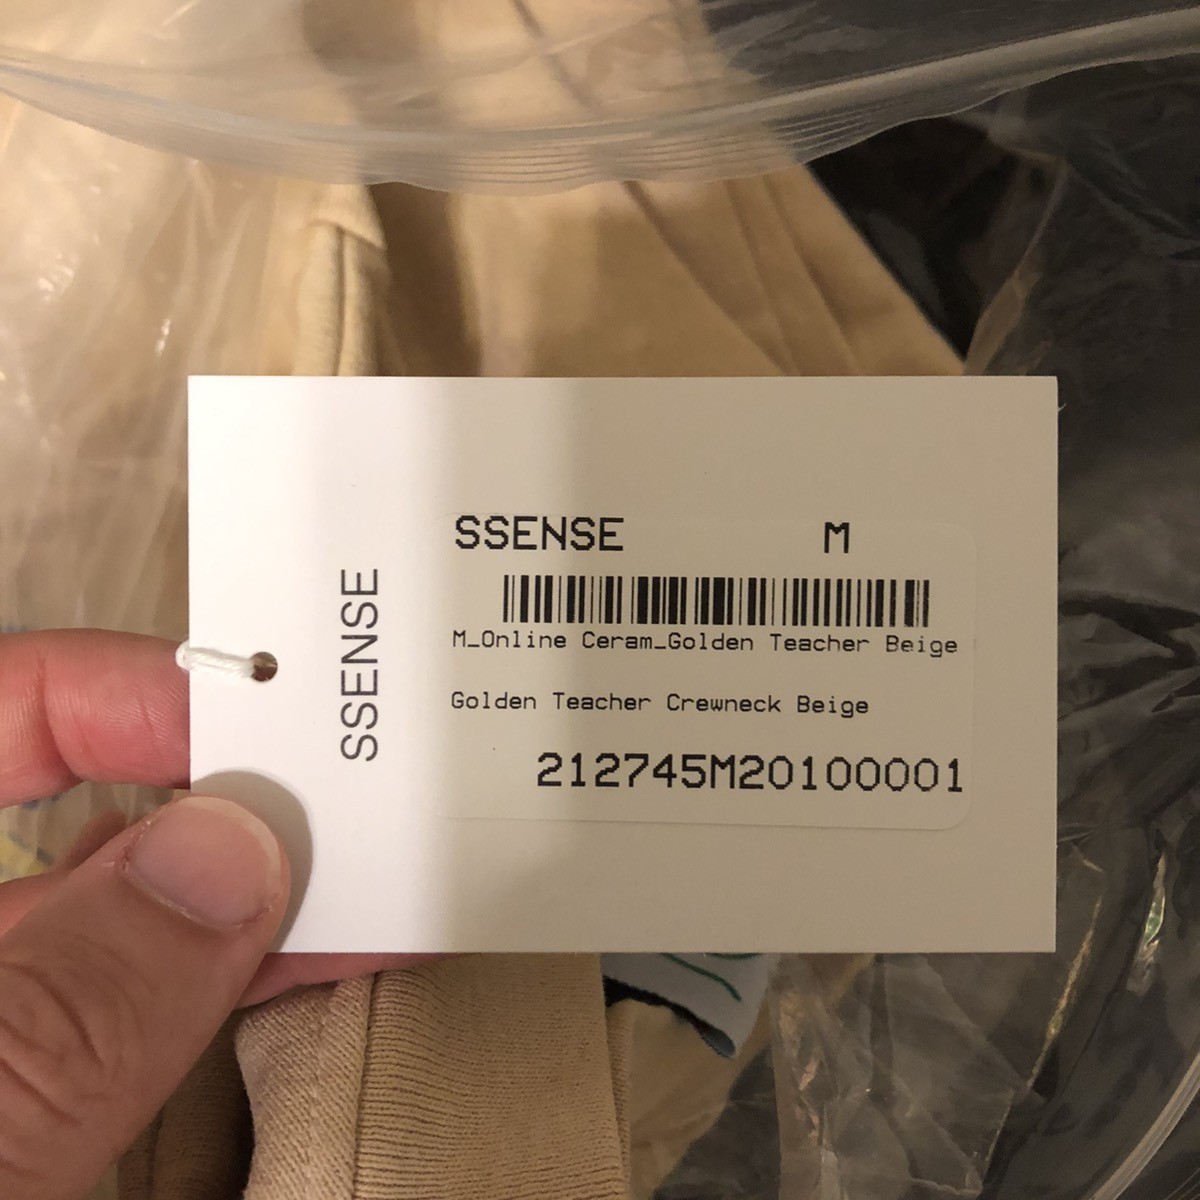 SSENSE
SSENSE M
M_Online Ceram_Golden Teacher Beige
Golden Teacher Crewneck Beige
212745M20100001